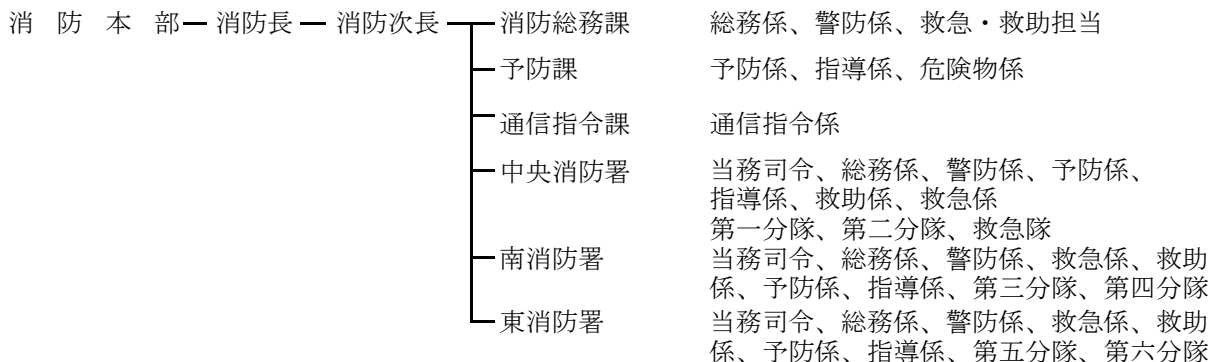 消 防 本 部 消防長 消防次長 消防総務課 総務係、警防係、救急・救助担当
予防課 予防係、指導係、危険物係
通信指令課 通信指令係
中央消防署 当務司令、総務係、警防係、予防係、
指導係、救助係、救急係
第一分隊、第二分隊、救急隊
南消防署 当務司令、総務係、警防係、救急係、救助
係、予防係、指導係、第三分隊、第四分隊
東消防署 当務司令、総務係、警防係、救急係、救助
係、予防係、指導係、第五分隊、第六分隊